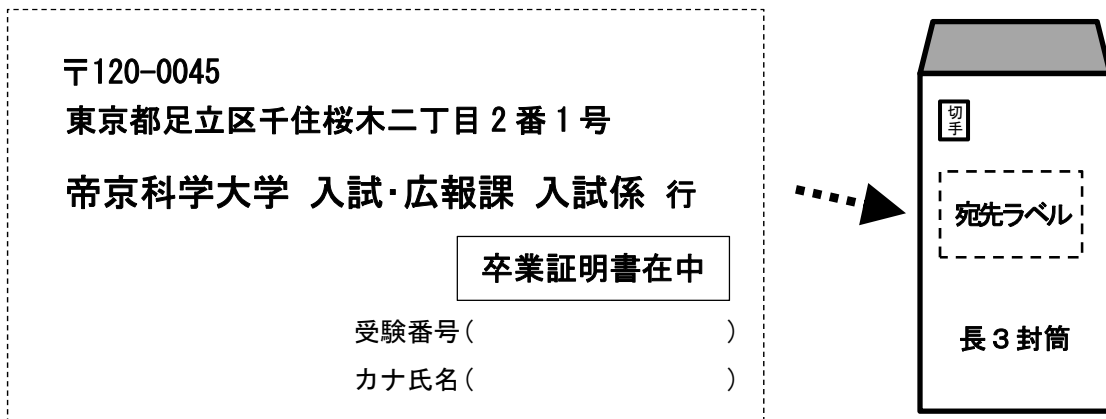 〒120-0045
東京都足立区千住桜木二丁目２番１号
帝京科学大学 入試・広報課 入試係 行
卒業証明書在中
受験番号( )
カナ氏名( )
切手
宛先ラベル
長３封筒